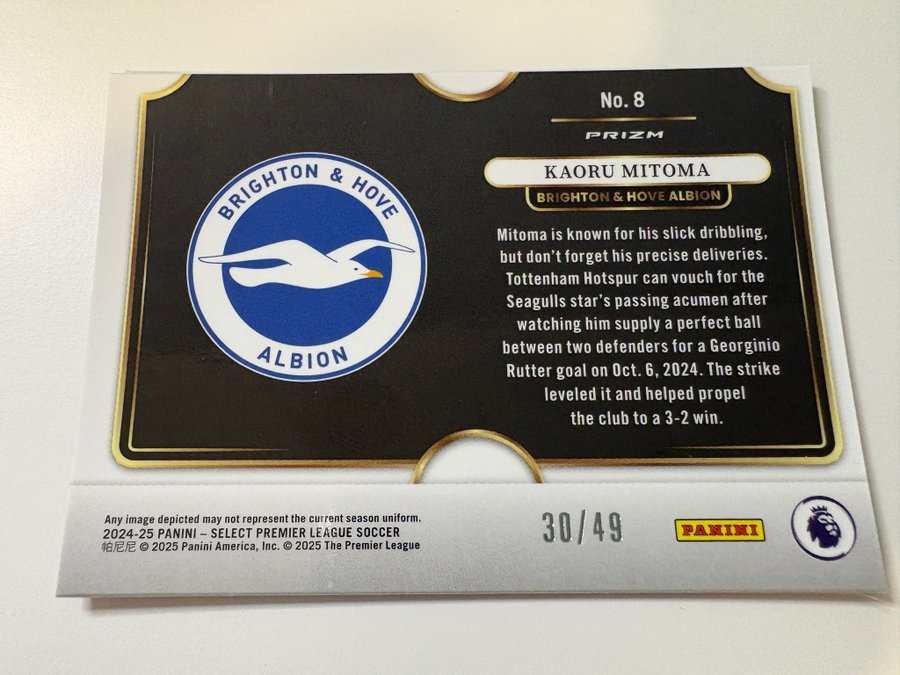 BRIGHTON & HOVE
ALBION
No. 8
PRIZM
KAORU MITOMA
BRIGHTON & HOVE ALBION
Mitoma is known for his slick dribbling,
but don't forget his precise deliveries.
Tottenham Hotspur can vouch for the
Seagulls star's passing acumen after
watching him supply a perfect ball
between two defenders for a Georginio
Rutter goal on Oct. 6, 2024. The strike
leveled it and helped propel
the club to a 3-2 win.
Any image depicted may not represent the current season uniform.
2024-25 PANINI – SELECT PREMIER LEAGUE SOCCER
帕尼尼 © 2025 Panini America, Inc. © 2025 The Premier League
30/49
PANINI